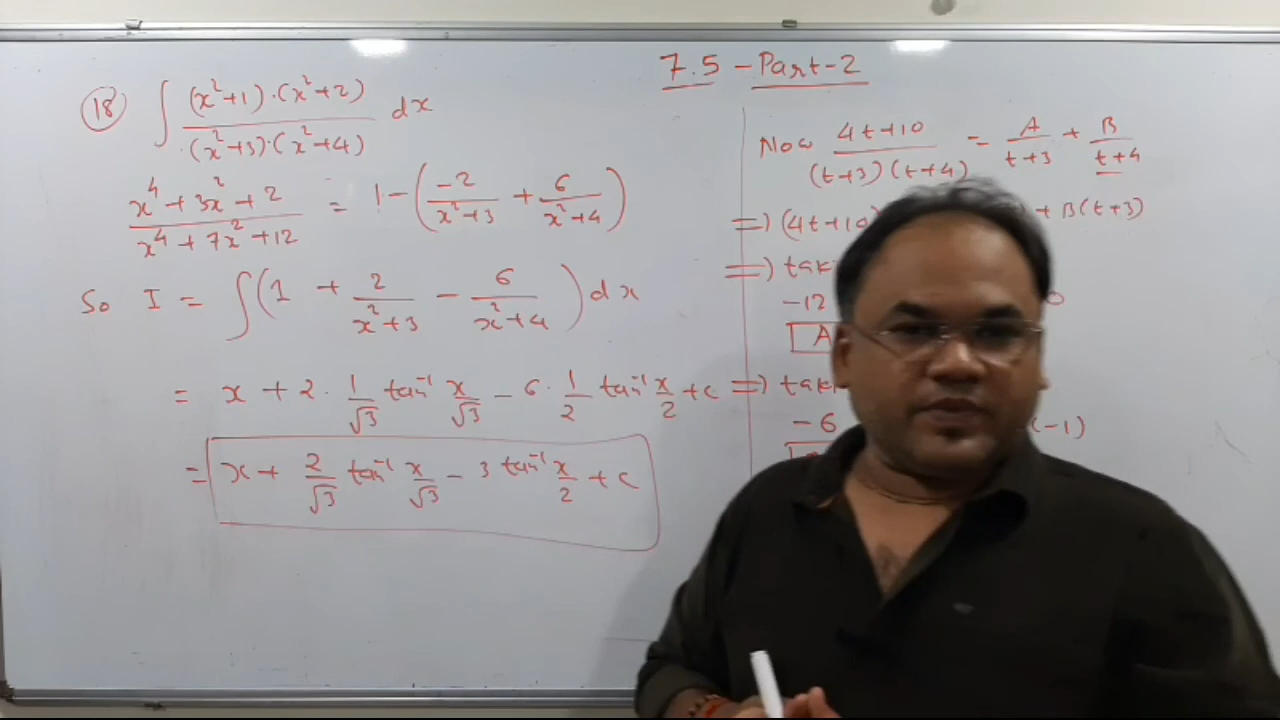 7.5 - Part-2
(18) ∫ (x²+1)·(x²+2) / (x²+3)·(x²+4) dx
x⁴ + 3x² + 2 / x⁴ + 7x² + 12 = 1 - ( -2 / x²+3 + 6 / x²+4 )
So I = ∫ ( 1 + 2 / x²+3 - 6 / x²+4 ) dx
= x + 2 · 1/√3 tan⁻¹ x/√3 - 6 · 1/2 tan⁻¹ x/2 + c
= x + 2/√3 tan⁻¹ x/√3 - 3 tan⁻¹ x/2 + c
Now 4t+10 / (t+3)(t+4) = A / t+3 + B / t+4
=) (4t+10) + B(t+3)
=)
-12
A
=)
-6 (-1)